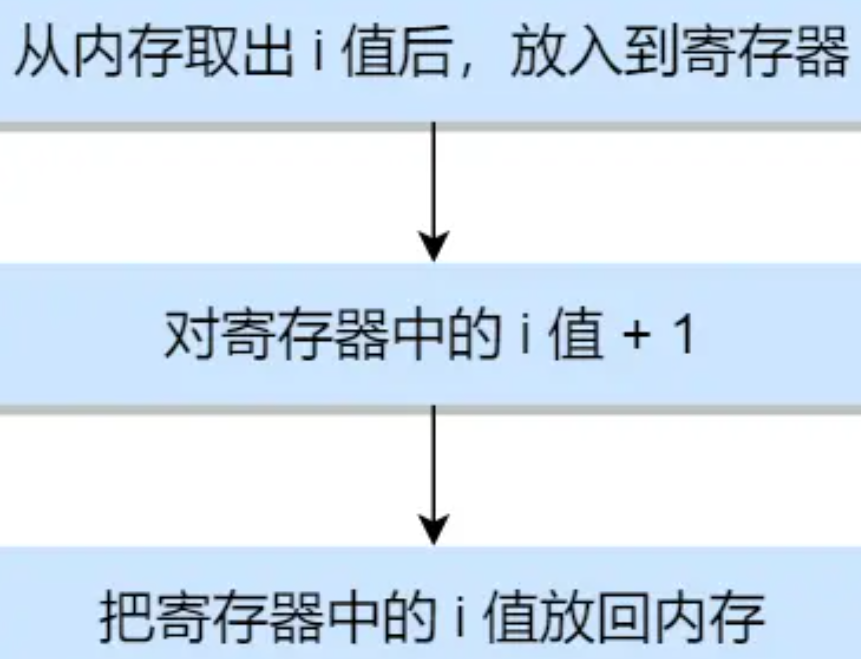 从内存取出 i 值后，放入到寄存器
对寄存器中的 i 值 + 1
把寄存器中的 i 值放回内存